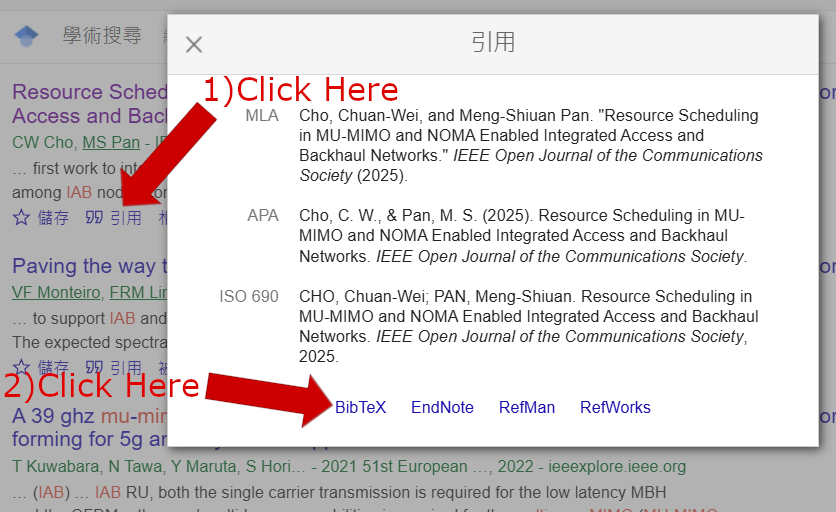 學術搜尋
引用
Resource Sched
1)Click Here
Access and Bac
MLA
Cho, Chuan-Wei, and Meng-Shiuan Pan. "Resource Scheduling
in MU-MIMO and NOMA Enabled Integrated Access and
Backhaul Networks." IEEE Open Journal of the Communications
Society (2025).
CW Cho, MS Pan -
... first work to
among IAB
儲存 引用
APA
Cho, C. W., & Pan, M. S. (2025). Resource Scheduling in MU-
MIMO and NOMA Enabled Integrated Access and Backhaul
Networks. IEEE Open Journal of the Communications Society.
Paving the way t
VF Monteiro, FRM Lin
... to support IAB and
The expected spectra
儲存 引用
ISO 690
CHO, Chuan-Wei; PAN, Meng-Shiuan. Resource Scheduling in
MU-MIMO and NOMA Enabled Integrated Access and Backhaul
Networks. IEEE Open Journal of the Communications Society,
2025.
2)Click Here
BibTeX EndNote RefMan RefWorks
A 39 ghz mu-mi
forming for 5g
T Kuwabara, N Tawa, Y Maruta, S Hori... - 2021 51st European ..., 2022 - ieeexplore.ieee.org
... (IAB) ... IAB RU, both the single carrier transmission is required for the low latency MBH